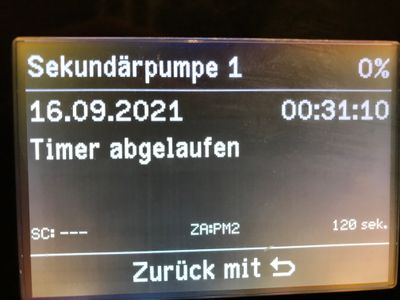 Sekundärpumpe 1 0%
16.09.2021 00:31:10
Timer abgelaufen
SC: --- ZA:PM2 120 sek.
Zurück mit ⮌